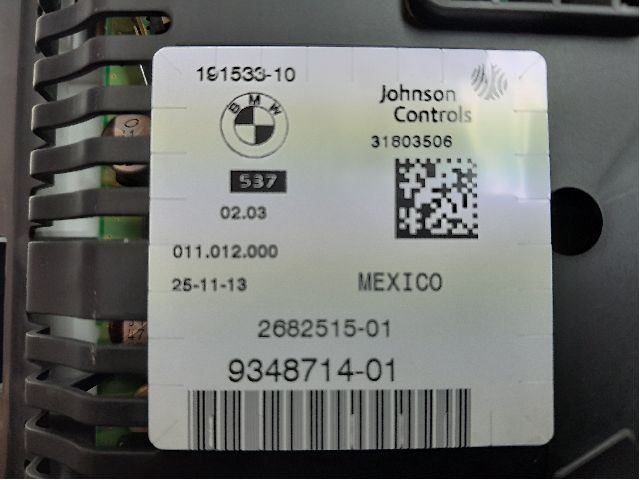 191533-10
BMW
Johnson
Controls
31803506
537
02.03
011.012.000
25-11-13
MEXICO
2682515-01
9348714-01